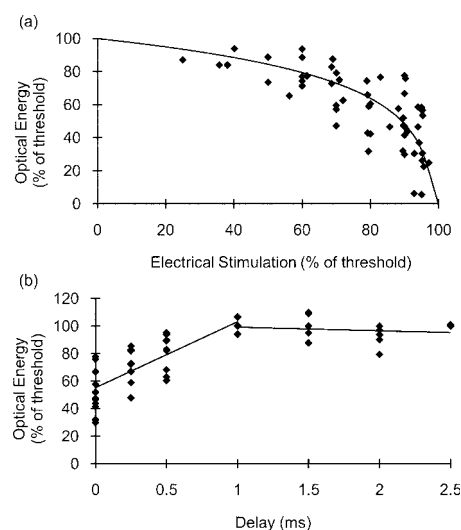 (a)
100
80
60
40
20
0
Optical Energy
(% of threshold)
0 20 40 60 80 100
Electrical Stimulation (% of threshold)
(b)
120
100
80
60
40
20
0
Optical Energy
(% of threshold)
0 0.5 1 1.5 2 2.5
Delay (ms)